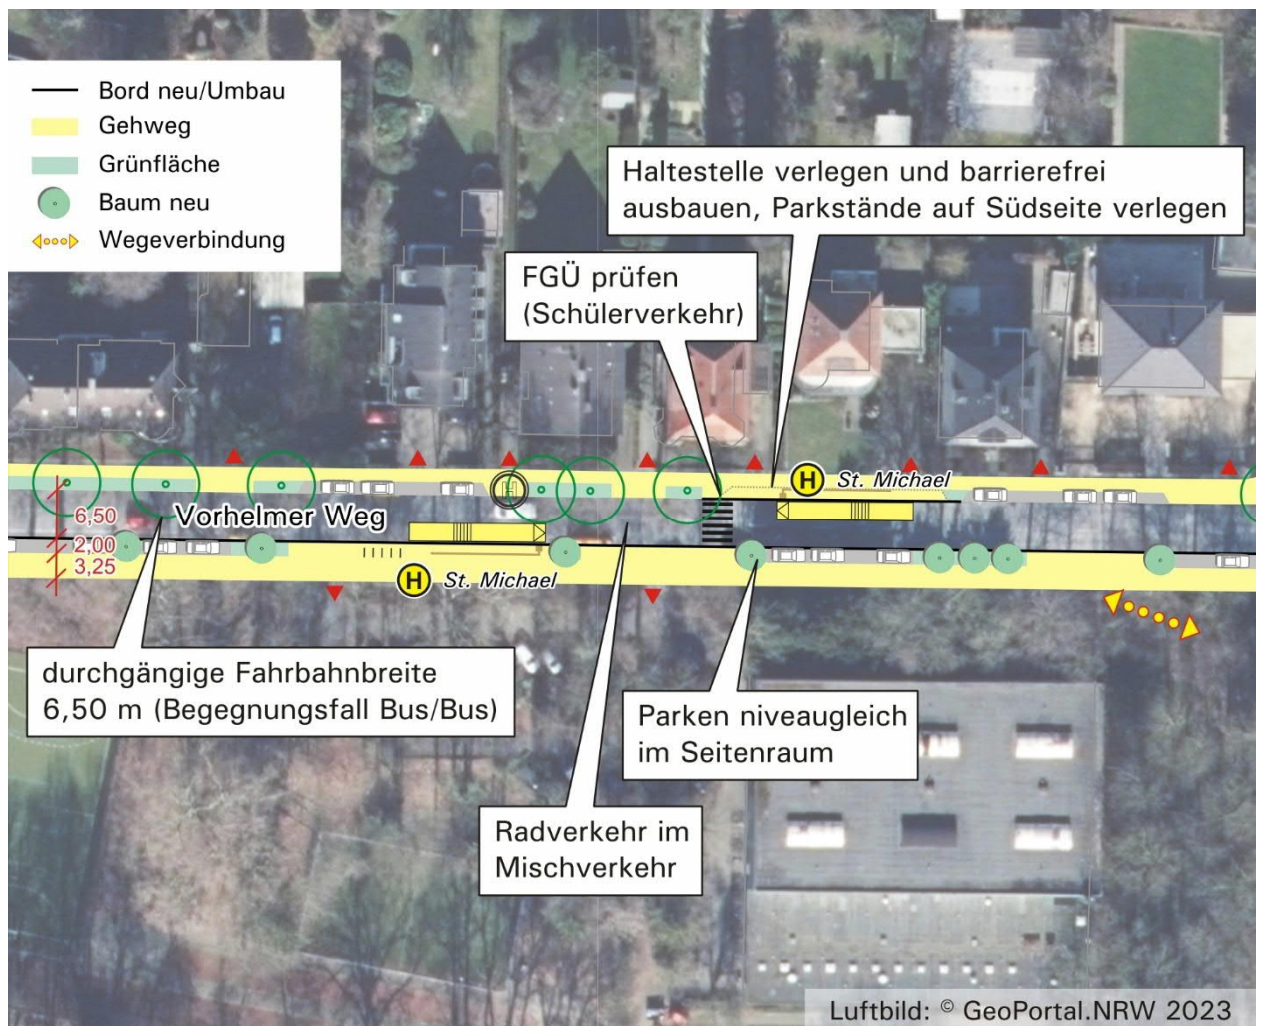 Bord neu/Umbau
Gehweg
Grünfläche
Baum neu
Wegeverbindung
Haltestelle verlegen und barrierefrei
ausbauen, Parkstände auf Südseite verlegen
FGÜ prüfen
(Schülerverkehr)
H
St. Michael
6,50
Vorhelmer Weg
2,00
3,25
H
St. Michael
durchgängige Fahrbahnbreite
6,50 m (Begegnungsfall Bus/Bus)
Parken niveaugleich
im Seitenraum
Radverkehr im
Mischverkehr
Luftbild: © GeoPortal.NRW 2023